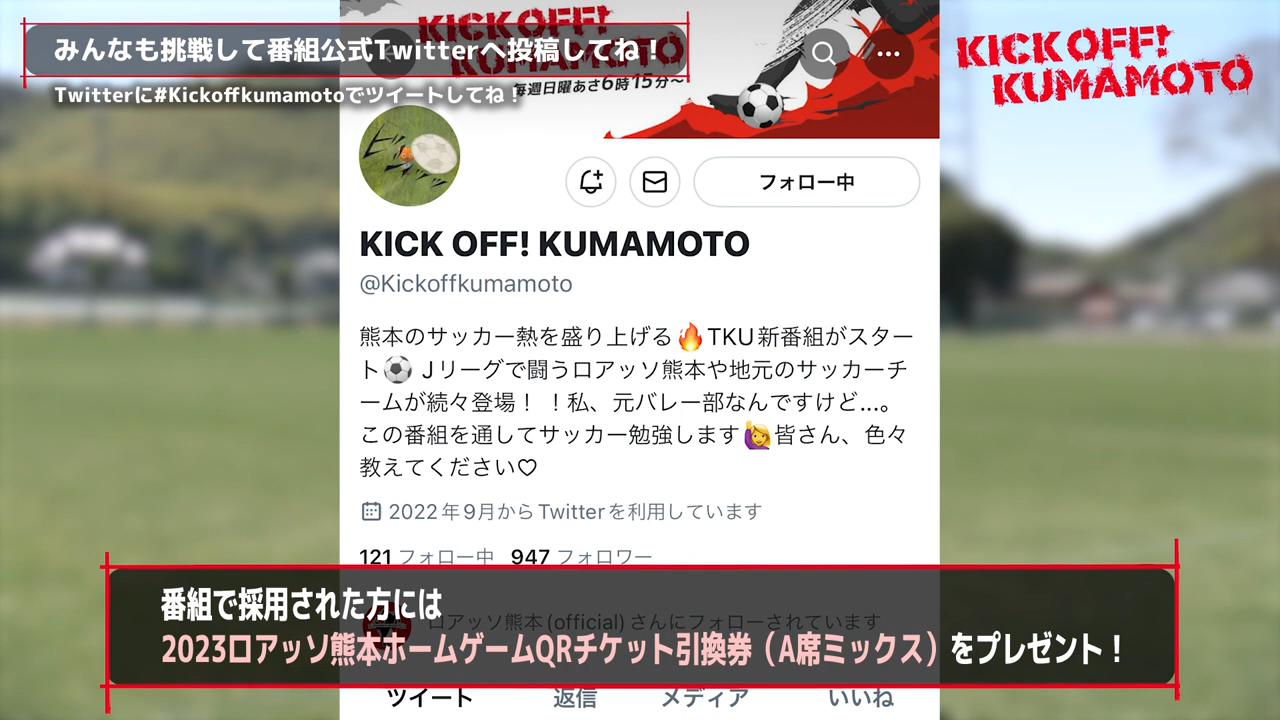 KICK OFF!
KUMAMOTO
みんなも挑戦して番組公式Twitterへ投稿してね！
毎週日曜あさ6時15分〜
Twitterに#Kickoffkumamotoでツイートしてね！
KICK OFF!
KUMAMOTO
フォロー中
KICK OFF! KUMAMOTO
@Kickoffkumamoto
熊本のサッカー熱を盛り上げる🔥TKU新番組がスター
ト⚽ Jリーグで闘うロアッソ熊本や地元のサッカーチ
ームが続々登場！ ！私、元バレー部なんですけど...。
この番組を通してサッカー勉強します🙋‍♀️皆さん、色々
教えてください♡
2022年9月からTwitterを利用しています
121 フォロー中 947 フォロワー
番組で採用された方には
ロアッソ熊本(official) さんにフォローされています
2023ロアッソ熊本ホームゲームQRチケット引換券（A席ミックス）をプレゼント！
ツイート 返信 メディア いいね